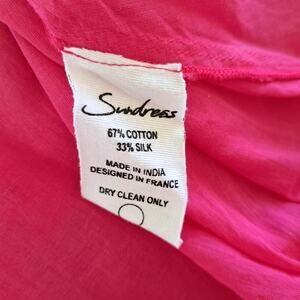 Sundress
67% COTTON
33% SILK
MADE IN INDIA
DESIGNED IN FRANCE
DRY CLEAN ONLY